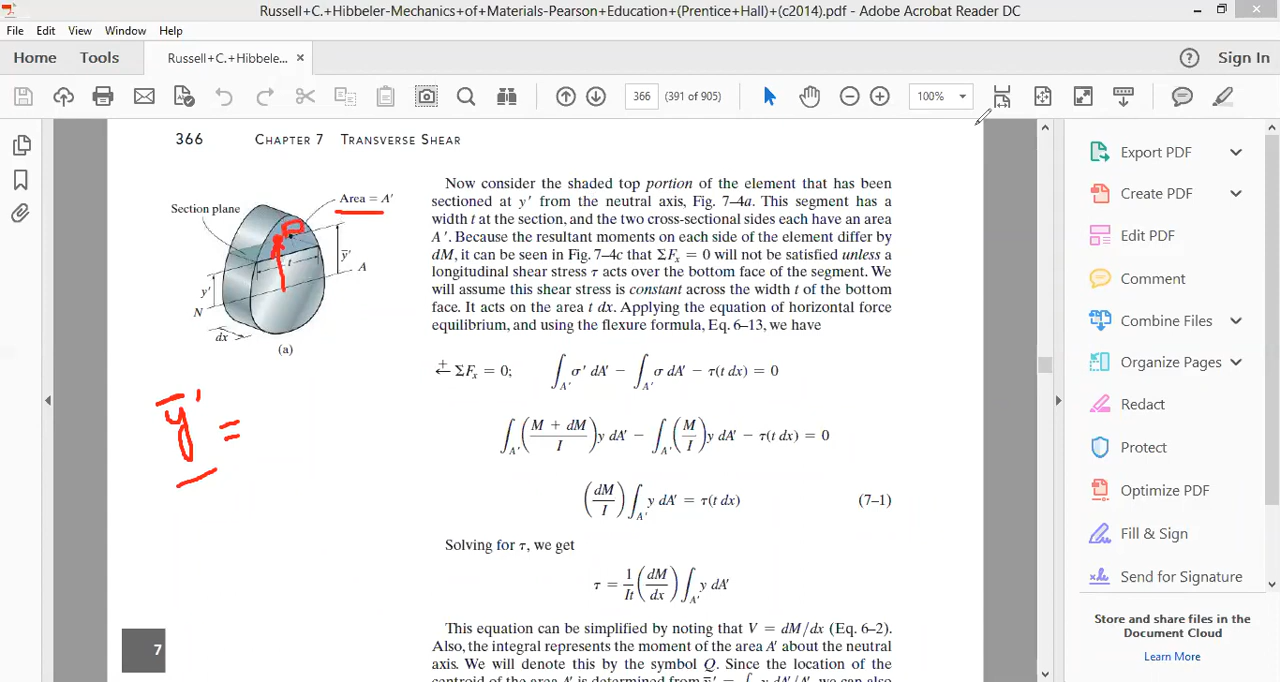 Russell+C.+Hibbeler-Mechanics+of+Materials-Pearson+Education+(Prentice+Hall)+(c2014).pdf - Adobe Acrobat Reader DC
File Edit View Window Help
Home Tools Russell+C.+Hibbele... × Sign In
366 (391 of 905) 100%
366 CHAPTER 7 TRANSVERSE SHEAR
Section plane
Area = A′
t
y̅′
A
y′
N
dx
(a)
y̅′ =
Now consider the shaded top portion of the element that has been
sectioned at y′ from the neutral axis, Fig. 7–4a. This segment has a
width t at the section, and the two cross-sectional sides each have an area
A′. Because the resultant moments on each side of the element differ by
dM, it can be seen in Fig. 7–4c that ΣFx = 0 will not be satisfied unless a
longitudinal shear stress τ acts over the bottom face of the segment. We
will assume this shear stress is constant across the width t of the bottom
face. It acts on the area t dx. Applying the equation of horizontal force
equilibrium, and using the flexure formula, Eq. 6–13, we have
⃖+ ΣFx = 0; ∫A′ σ′ dA′ − ∫A′ σ dA′ − τ(t dx) = 0
∫A′ ((M + dM)/I) y dA′ − ∫A′ (M/I) y dA′ − τ(t dx) = 0
(dM/I) ∫A′ y dA′ = τ(t dx) (7–1)
Solving for τ, we get
τ = 1/It (dM/dx) ∫A′ y dA′
This equation can be simplified by noting that V = dM/dx (Eq. 6–2).
Also, the integral represents the moment of the area A′ about the neutral
axis. We will denote this by the symbol Q. Since the location of the
centroid of the area A′ is determined from y̅′ = ∫ y dA′/A′, we can also
7
Export PDF
Create PDF
Edit PDF
Comment
Combine Files
Organize Pages
Redact
Protect
Optimize PDF
Fill & Sign
Send for Signature
Store and share files in the
Document Cloud
Learn More